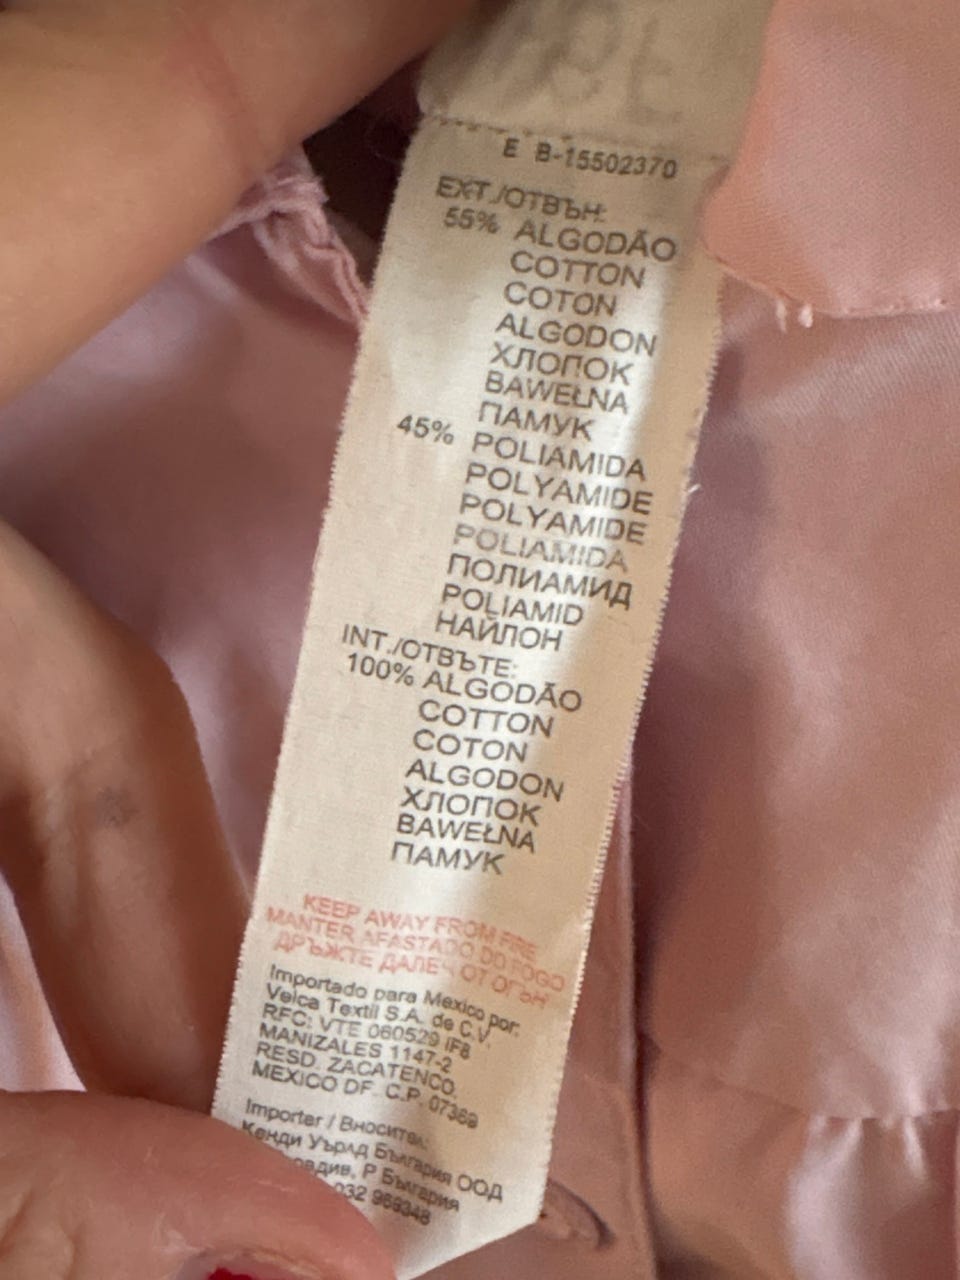 E B-15502370
EXT./ОТВЪН:
55% ALGODÃO
COTTON
COTON
ALGODON
ХЛОПОК
BAWEŁNA
ПАМУК
45% POLIAMIDA
POLYAMIDE
POLYAMIDE
POLIAMIDA
ПОЛИАМИД
POLIAMID
НАЙЛОН
INT./ОТВЪТЕ:
100% ALGODÃO
COTTON
COTON
ALGODON
ХЛОПОК
BAWEŁNA
ПАМУК
KEEP AWAY FROM FIRE
MANTER AFASTADO DO FOGO
ДРЪЖТЕ ДАЛЕЧ ОТ ОГЪН
Importado para Mexico por:
Velca Textil S.A. de C.V.
RFC: VTE 060529 IF8
MANIZALES 1147-2
RESD. ZACATENCO.
MEXICO DF. C.P. 07369
Importer / Вносител:
Кенди Уърлд България ООД
Р България
032 969348